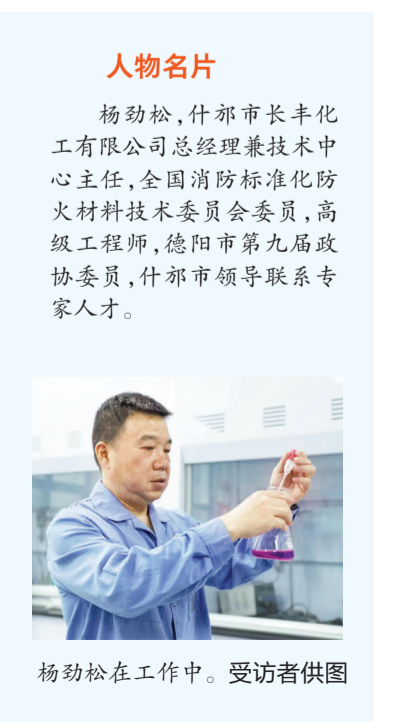 人物名片
杨劲松,什邡市长丰化
工有限公司总经理兼技术中
心主任,全国消防标准化防
火材料技术委员会委员,高
级工程师,德阳市第九届政
协委员,什邡市领导联系专
家人才。
杨劲松在工作中。受访者供图